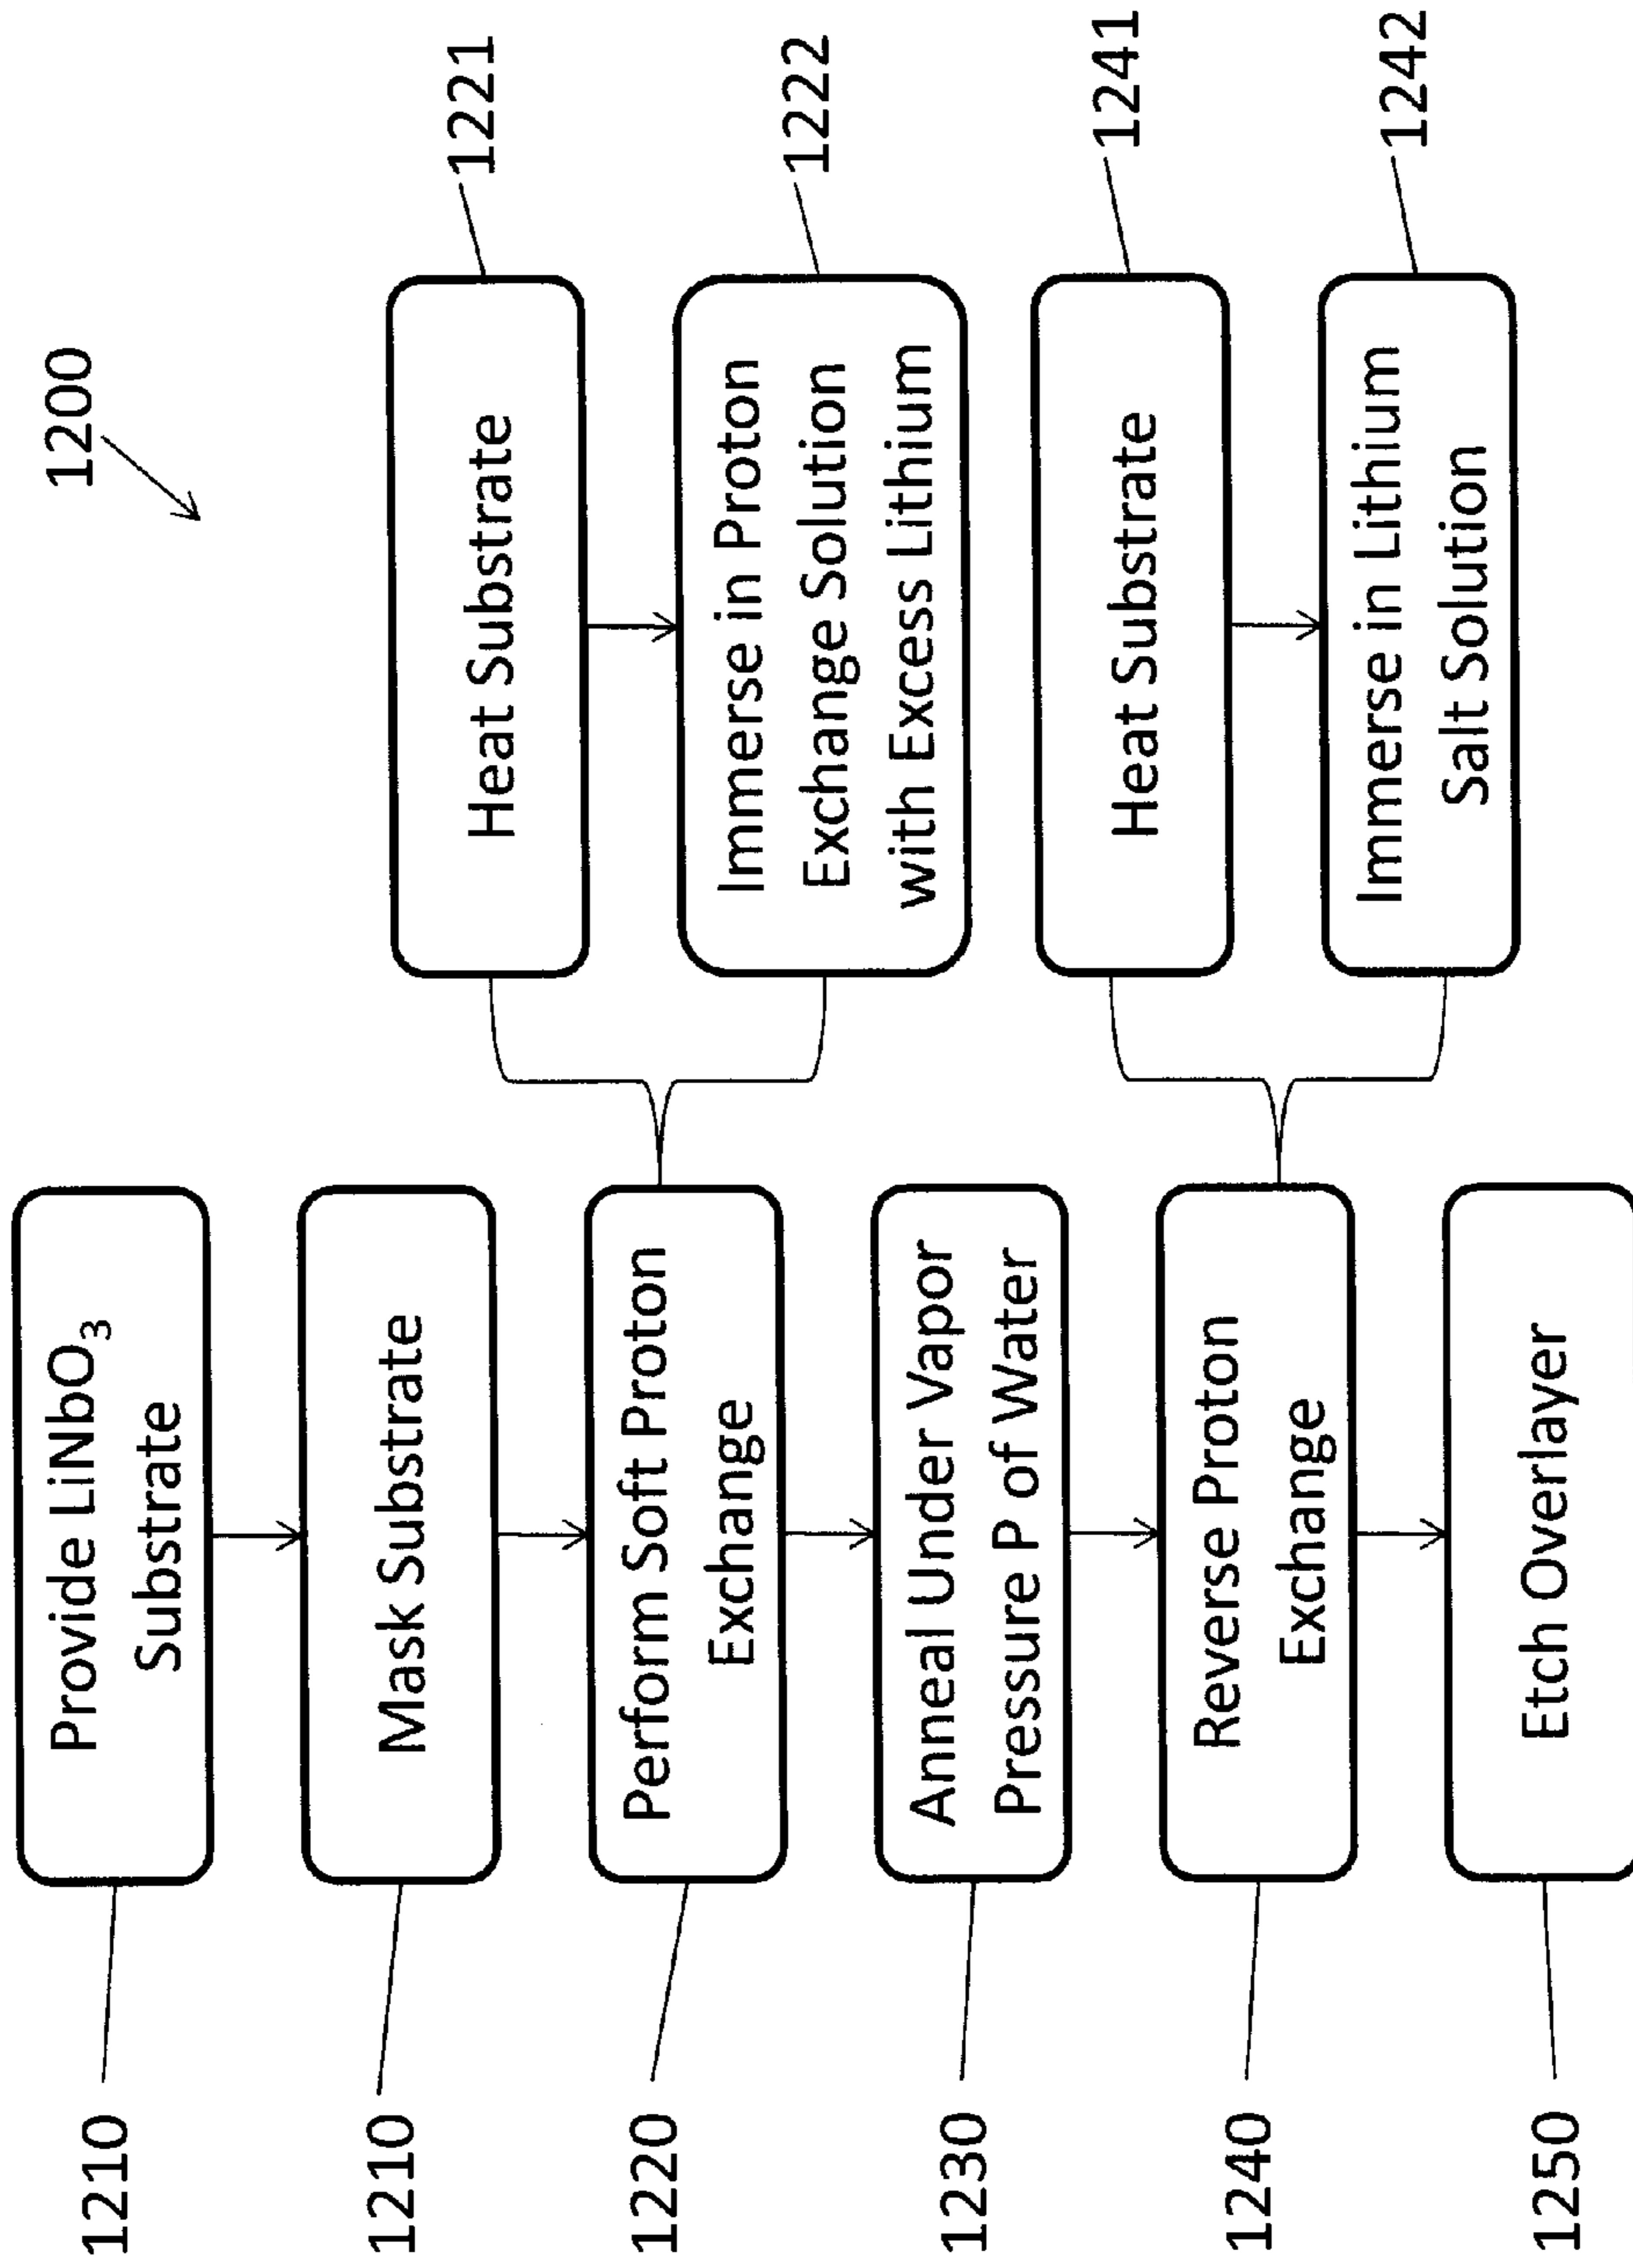 1200
1210
Provide LiNbO₃
Substrate
1210
Mask Substrate
1220
Perform Soft Proton
Exchange
1230
Anneal Under Vapor
Pressure P of Water
1240
Reverse Proton
Exchange
1250
Etch Overlayer
Heat Substrate
1221
Immerse in Proton
Exchange Solution
with Excess Lithium
1222
Heat Substrate
1241
Immerse in Lithium
Salt Solution
1242